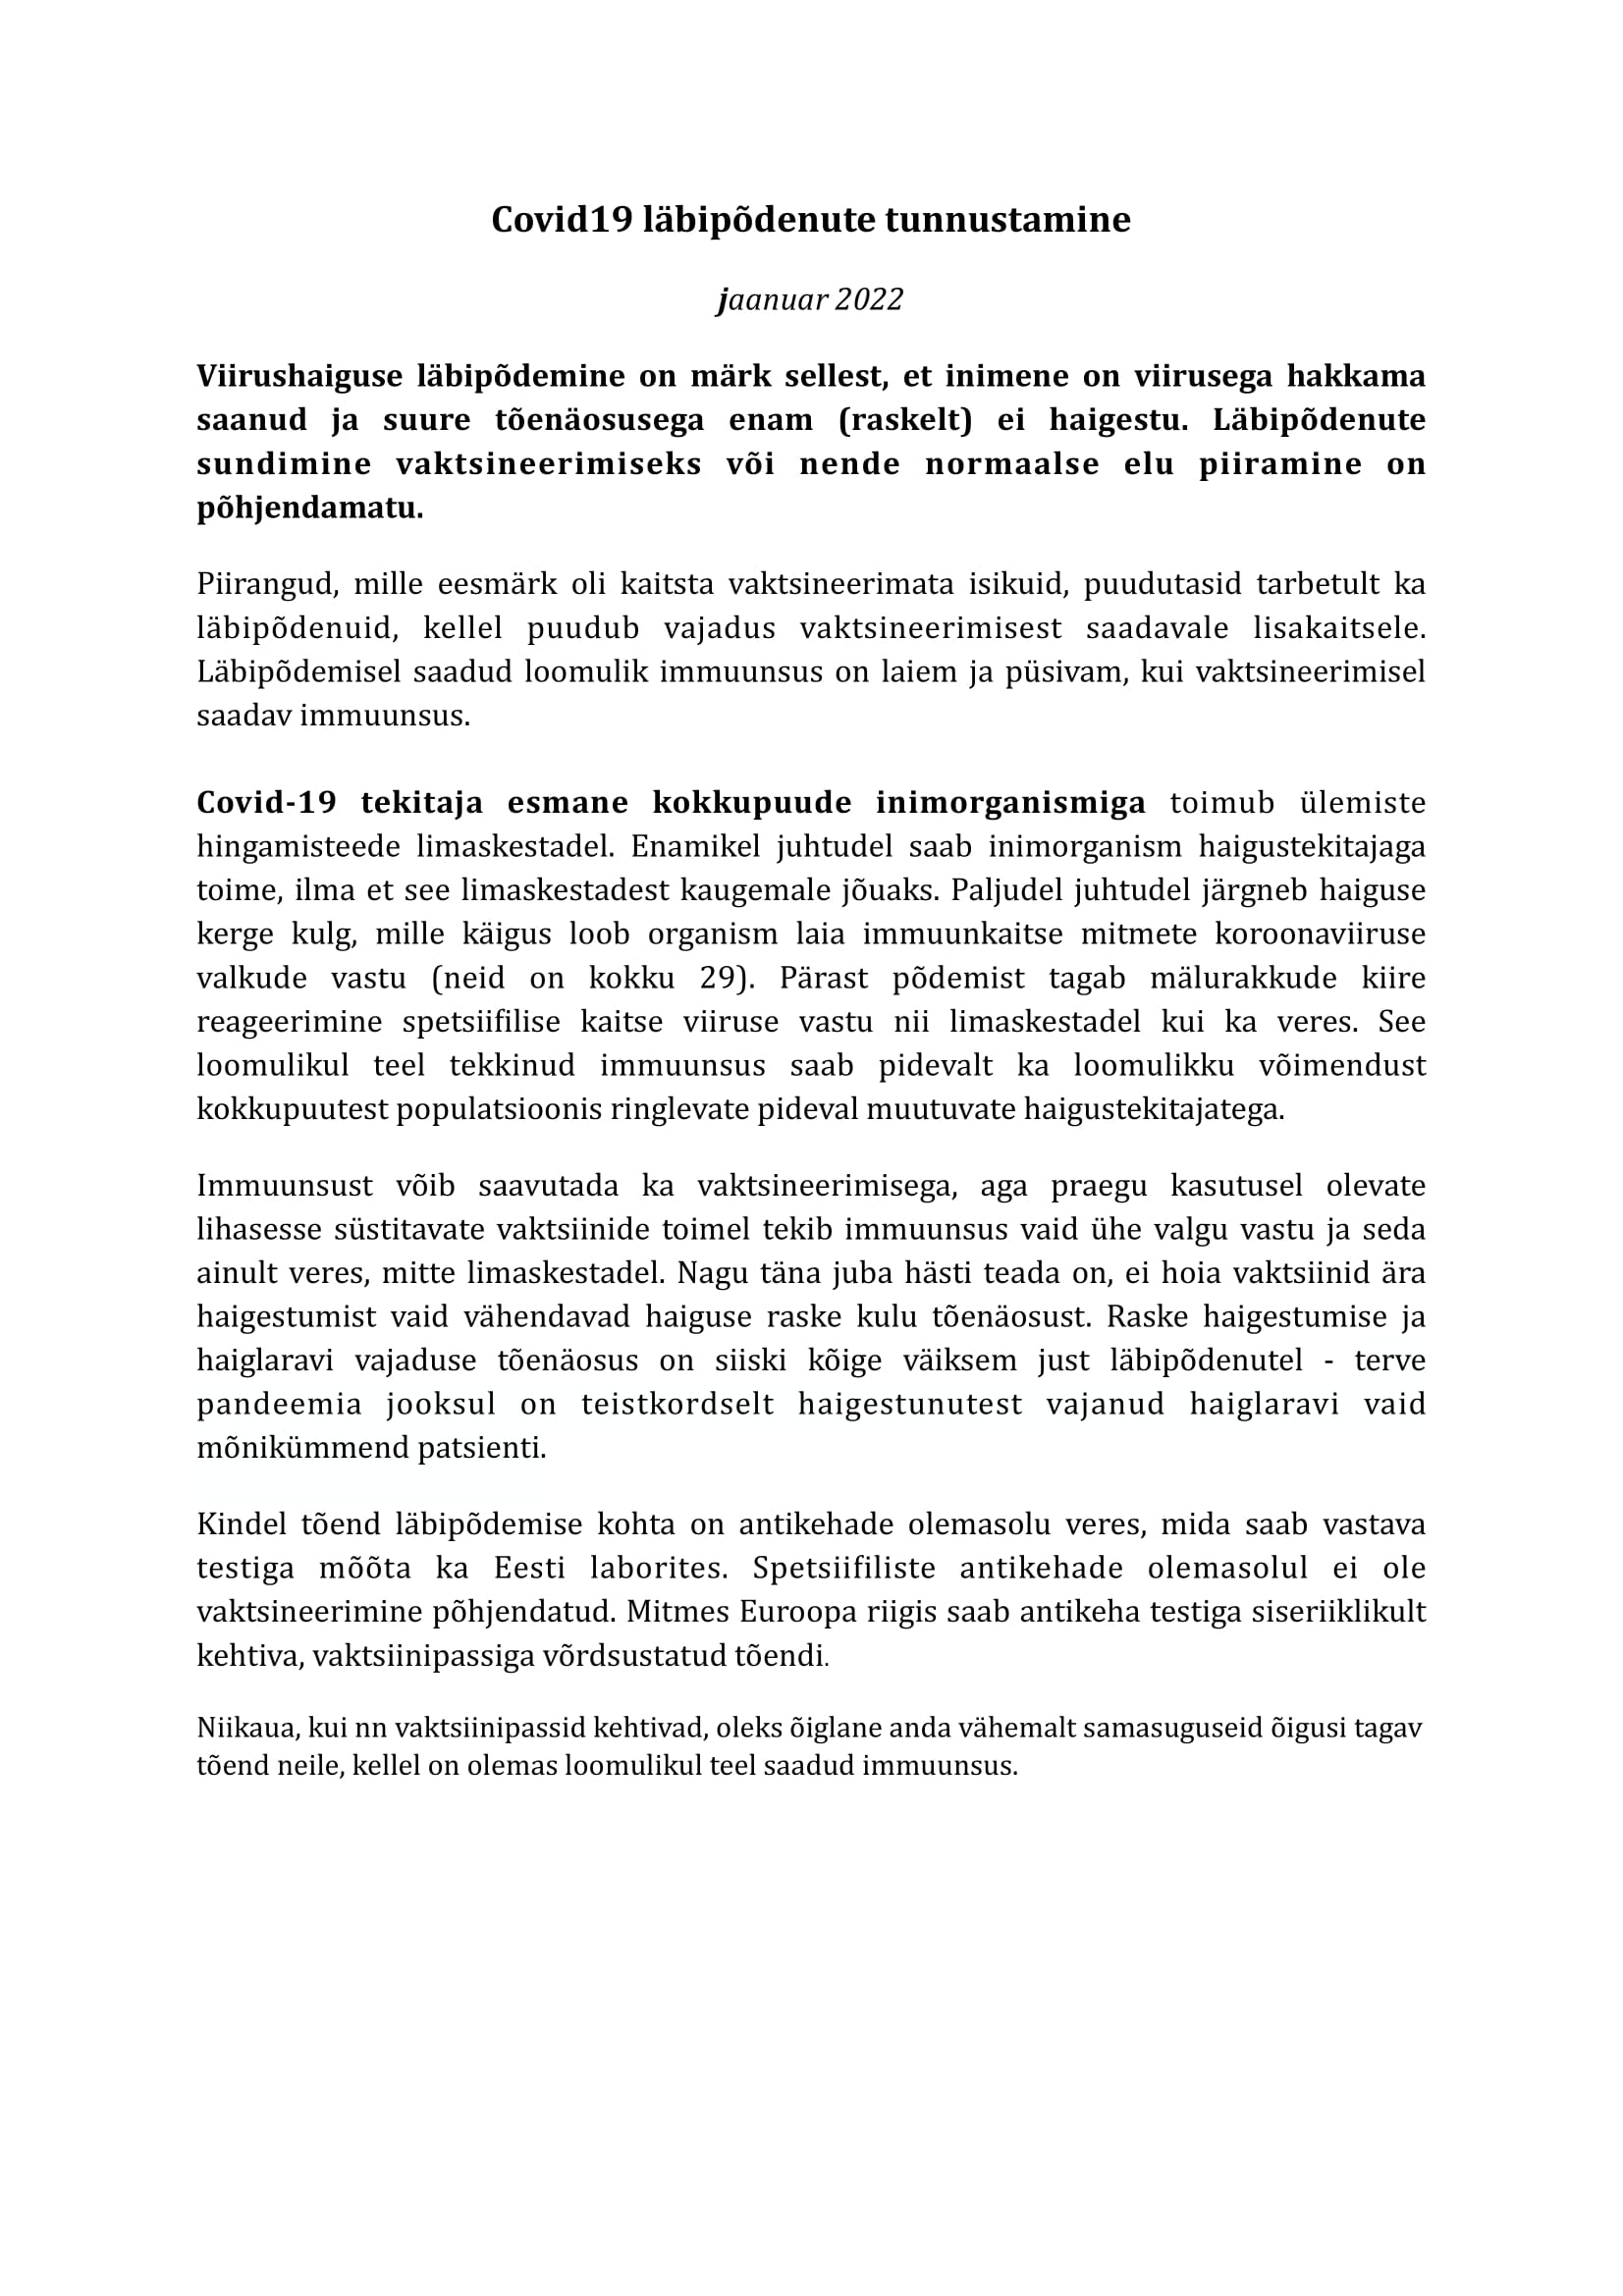 Covid19 läbipõdenute tunnustamine
jaanuar 2022
Viirushaiguse läbipõdemine on märk sellest, et inimene on viirusega hakkama
saanud ja suure tõenäosusega enam (raskelt) ei haigestu. Läbipõdenute
sundimine vaktsineerimiseks või nende normaalse elu piiramine on
põhjendamatu.
Piirangud, mille eesmärk oli kaitsta vaktsineerimata isikuid, puudutasid tarbetult ka
läbipõdenuid, kellel puudub vajadus vaktsineerimisest saadavale lisakaitsele.
Läbipõdemisel saadud loomulik immuunsus on laiem ja püsivam, kui vaktsineerimisel
saadav immuunsus.
Covid-19 tekitaja esmane kokkupuude inimorganismiga toimub ülemiste
hingamisteede limaskestadel. Enamikel juhtudel saab inimorganism haigustekitajaga
toime, ilma et see limaskestadest kaugemale jõuaks. Paljudel juhtudel järgneb haiguse
kerge kulg, mille käigus loob organism laia immuunkaitse mitmete koroonaviiruse
valkude vastu (neid on kokku 29). Pärast põdemist tagab mälurakkude kiire
reageerimine spetsiifilise kaitse viiruse vastu nii limaskestadel kui ka veres. See
loomulikul teel tekkinud immuunsus saab pidevalt ka loomulikku võimendust
kokkupuutest populatsioonis ringlevate pideval muutuvate haigustekitajatega.
Immuunsust võib saavutada ka vaktsineerimisega, aga praegu kasutusel olevate
lihasesse süstitavate vaktsiinide toimel tekib immuunsus vaid ühe valgu vastu ja seda
ainult veres, mitte limaskestadel. Nagu täna juba hästi teada on, ei hoia vaktsiinid ära
haigestumist vaid vähendavad haiguse raske kulu tõenäosust. Raske haigestumise ja
haiglaravi vajaduse tõenäosus on siiski kõige väiksem just läbipõdenutel - terve
pandeemia jooksul on teistkordselt haigestunutest vajanud haiglaravi vaid
mõnikümmend patsienti.
Kindel tõend läbipõdemise kohta on antikehade olemasolu veres, mida saab vastava
testiga mõõta ka Eesti laborites. Spetsiifiliste antikehade olemasolul ei ole
vaktsineerimine põhjendatud. Mitmes Euroopa riigis saab antikeha testiga siseriiklikult
kehtiva, vaktsiinipassiga võrdsustatud tõendi.
Niikaua, kui nn vaktsiinipassid kehtivad, oleks õiglane anda vähemalt samasuguseid õigusi tagav
tõend neile, kellel on olemas loomulikul teel saadud immuunsus.